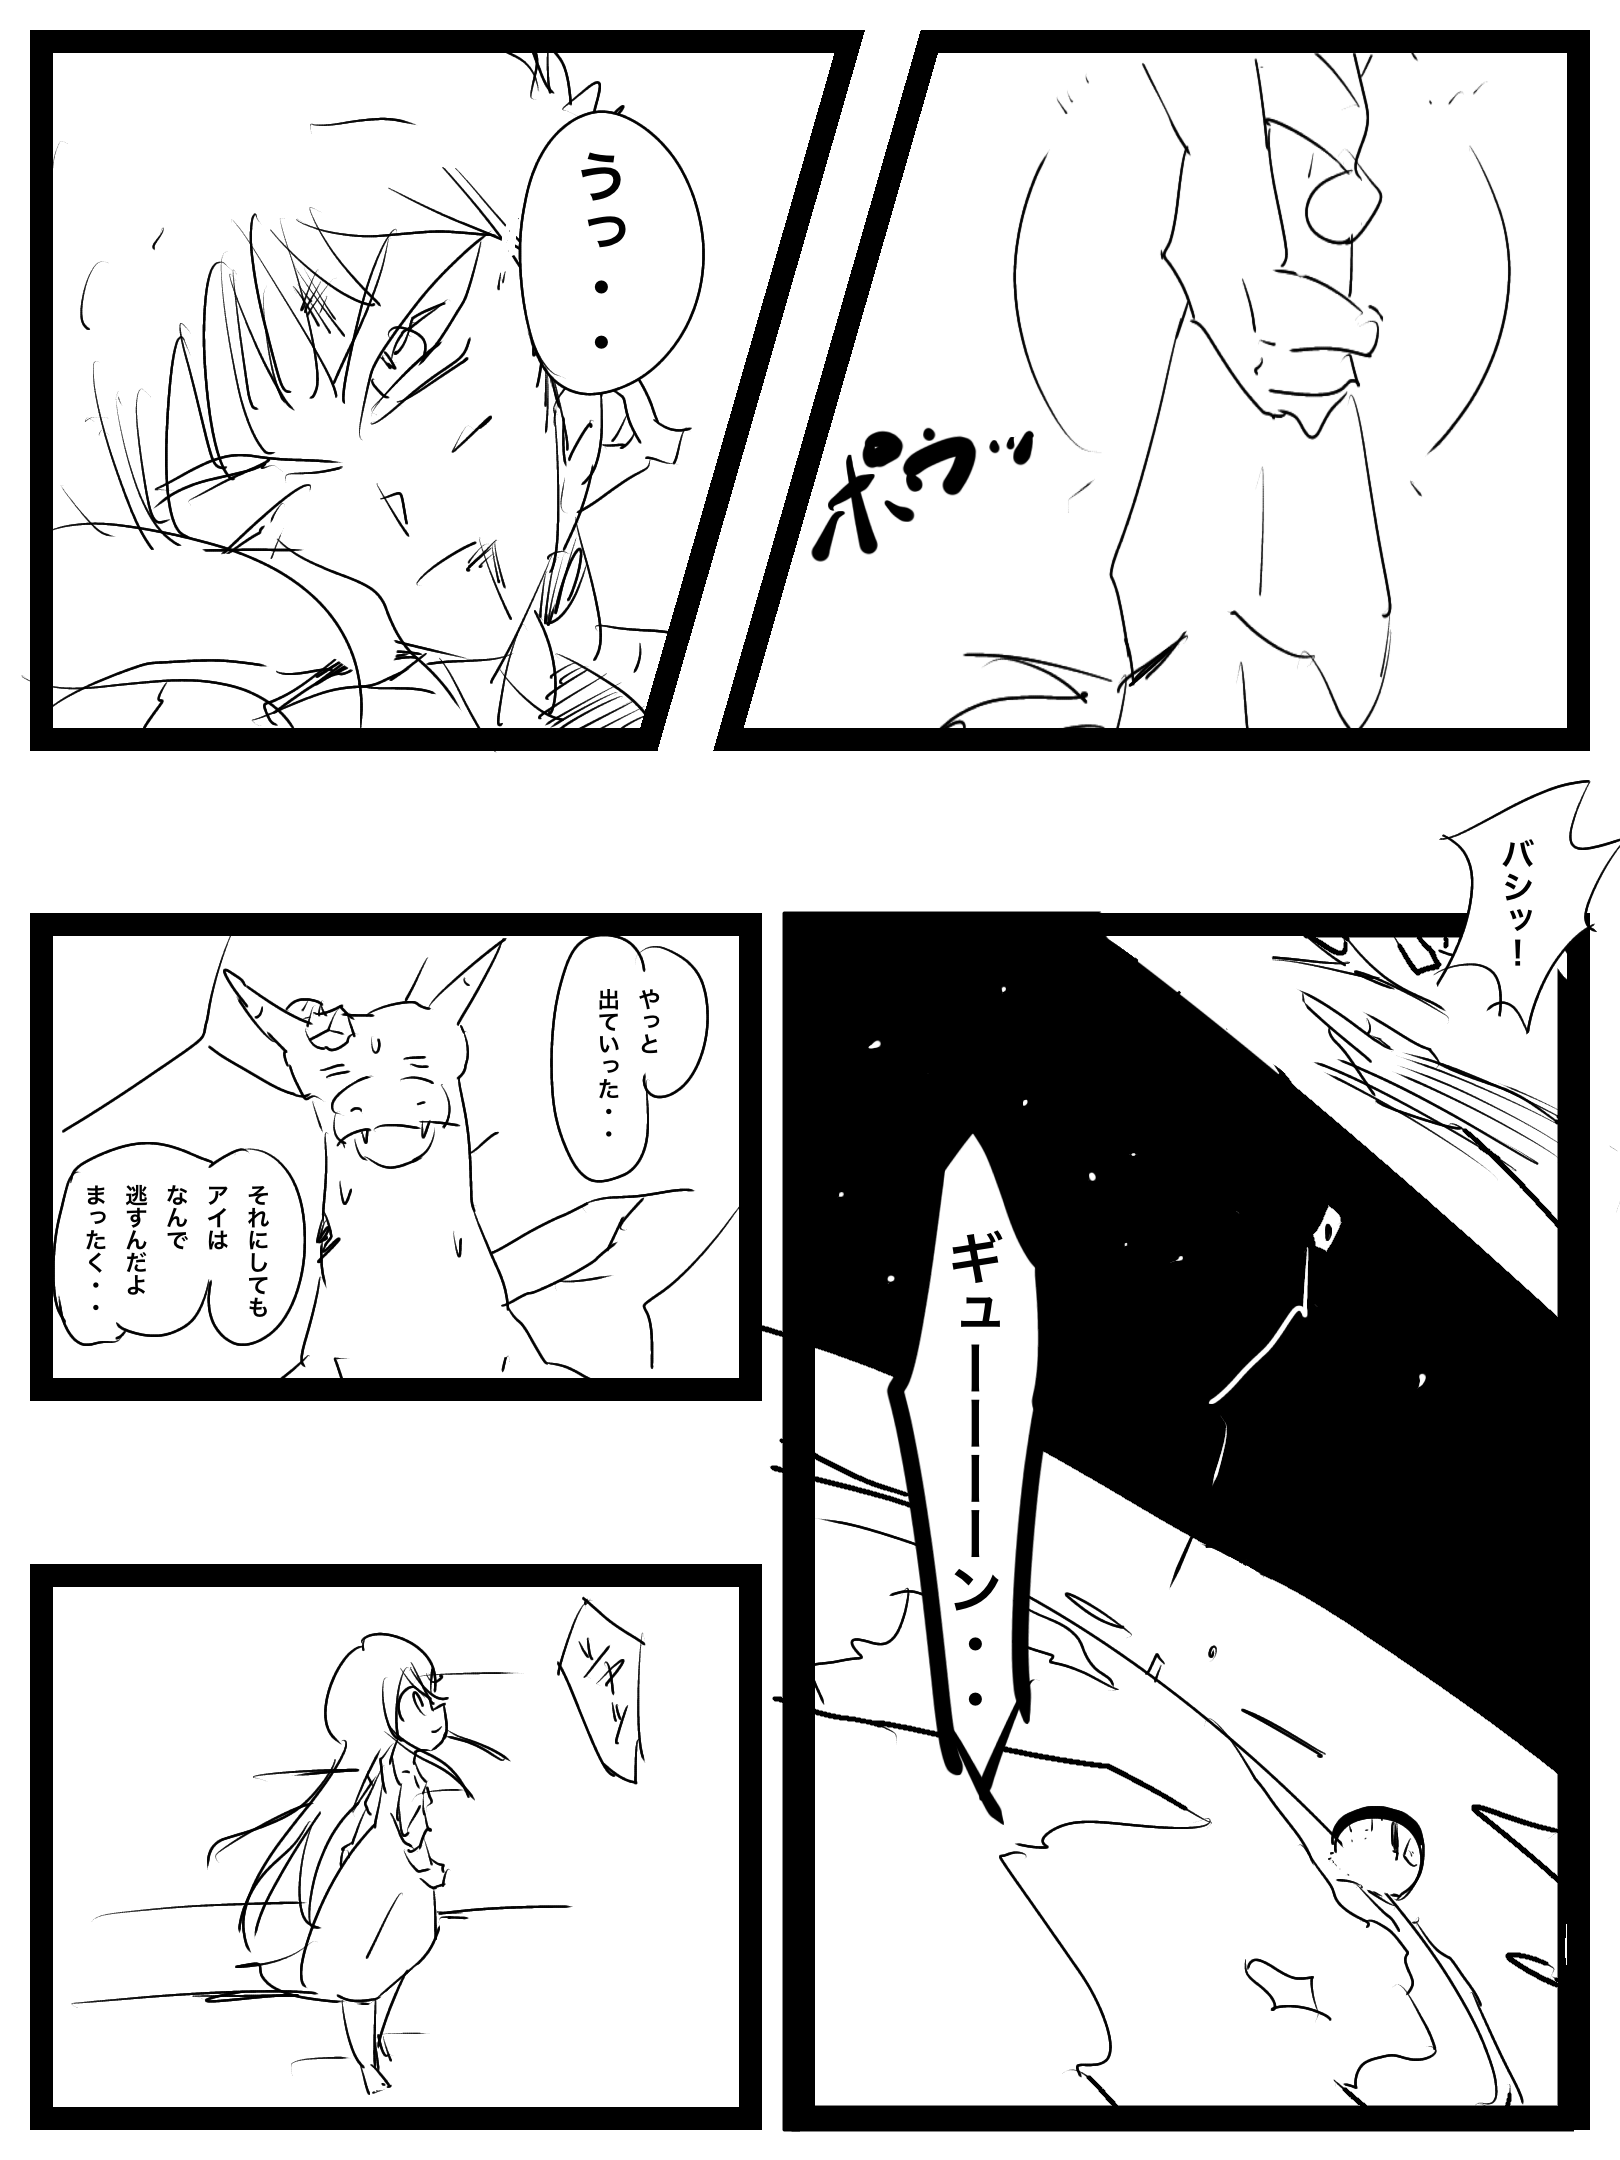 ポウッ
うっ・・
バシッ！
ギューーーーン・・
やっと
出ていった・・
それにしても
アイは
なんで
逃すんだよ
まったく・・